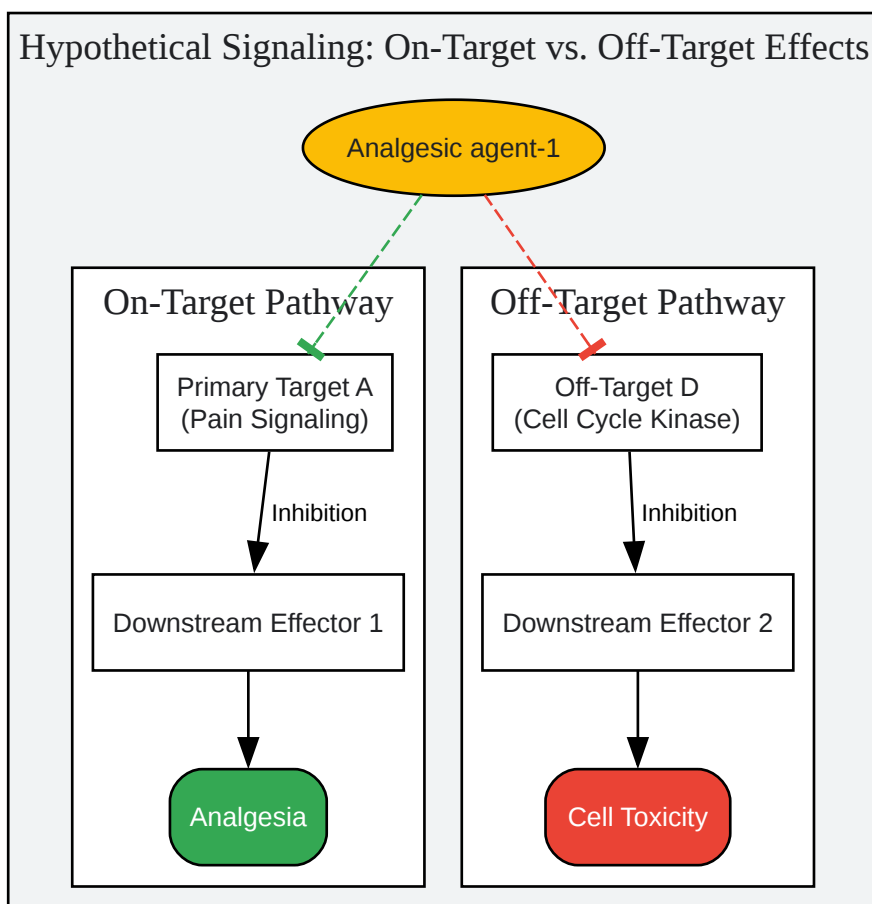 Hypothetical Signaling: On-Target vs. Off-Target Effects
Analgesic agent-1
On-Target Pathway
Primary Target A
(Pain Signaling)
Inhibition
Downstream Effector 1
Analgesia
Off-Target Pathway
Off-Target D
(Cell Cycle Kinase)
Inhibition
Downstream Effector 2
Cell Toxicity